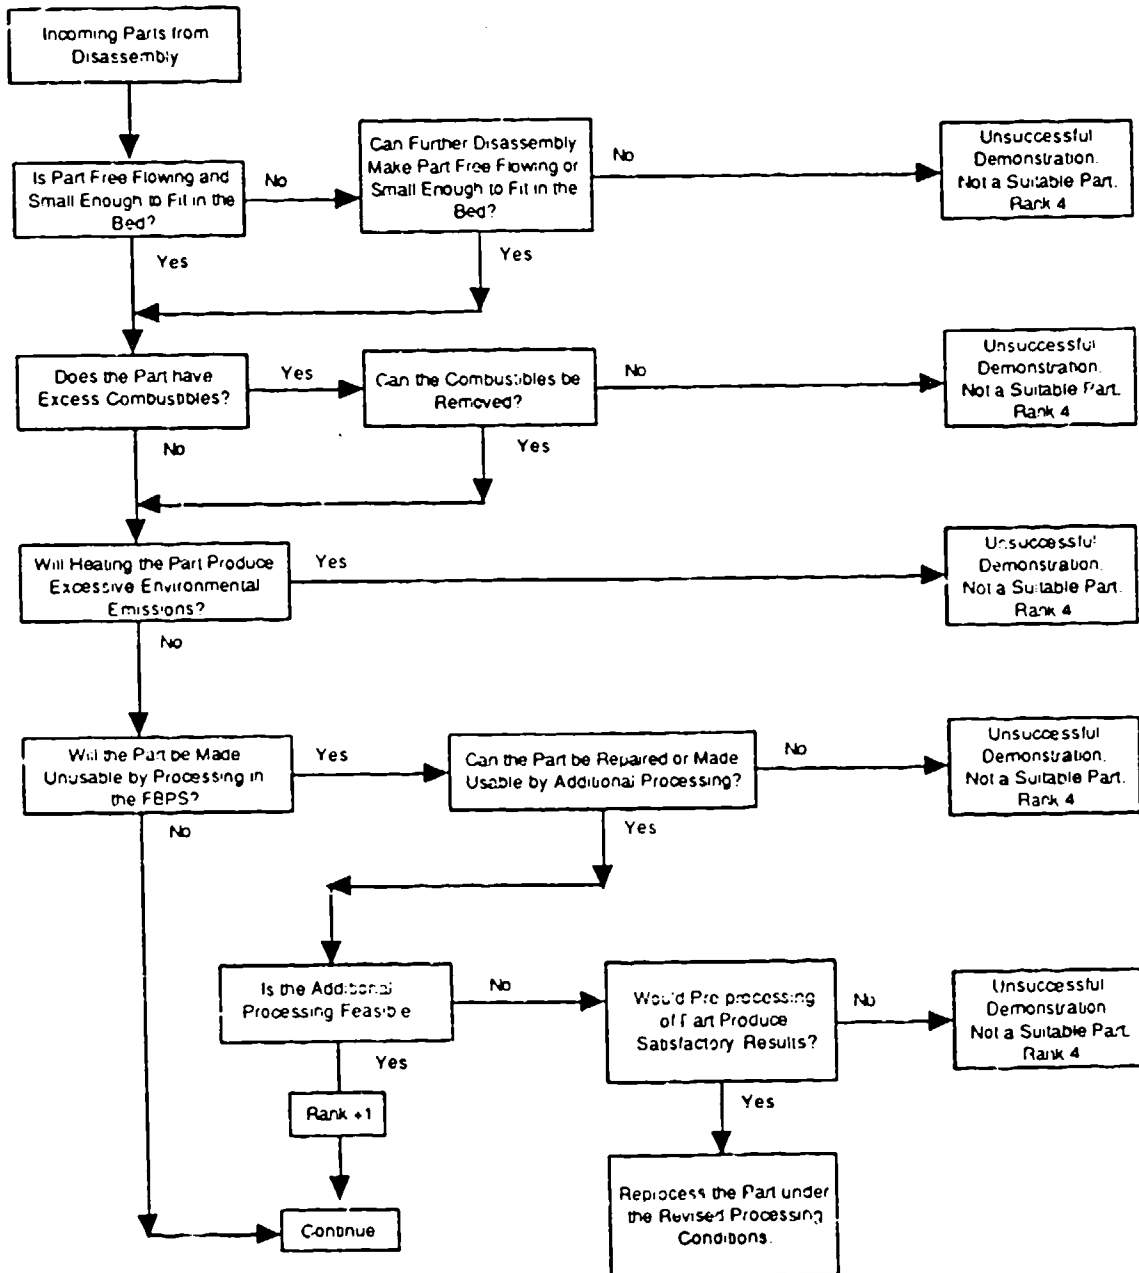 Incoming Parts from
Disassembly
Is Part Free Flowing and
Small Enough to Fit in the
Bed?
No
Can Further Disassembly
Make Part Free Flowing or
Small Enough to Fit in the
Bed?
No
Unsuccessful
Demonstration.
Not a Suitable Part.
Rank 4
Yes
Yes
Does the Part have
Excess Combustibles?
Yes
Can the Combustibles be
Removed?
No
Unsuccessful
Demonstration.
Not a Suitable Part.
Rank 4
No
Yes
Will Heating the Part Produce
Excessive Environmental
Emissions?
Yes
Unsuccessful
Demonstration.
Not a Suitable Part.
Rank 4
No
Will the Part be Made
Unusable by Processing in
the FBPS?
Yes
Can the Part be Repaired or Made
Usable by Additional Processing?
No
Unsuccessful
Demonstration.
Not a Suitable Part.
Rank 4
No
Yes
Is the Additional
Processing Feasible
No
Would Pre processing
of Part Produce
Satisfactory Results?
No
Unsuccessful
Demonstration
Not a Suitable Part.
Rank 4
Yes
Rank +1
Yes
Continue
Reprocess the Part under
the Revised Processing
Conditions.